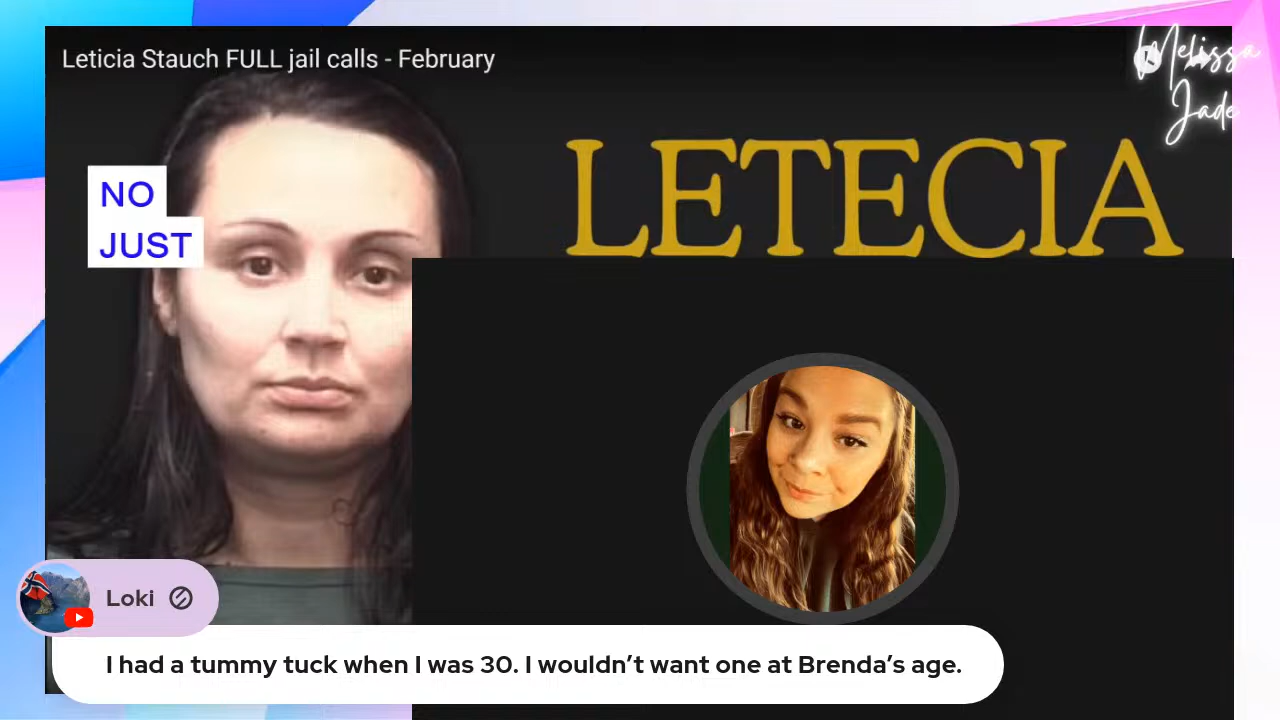 Leticia Stauch FULL jail calls - February
Melissa
Jade
LETECIA
NO
JUST
Loki
I had a tummy tuck when I was 30. I wouldn’t want one at Brenda’s age.